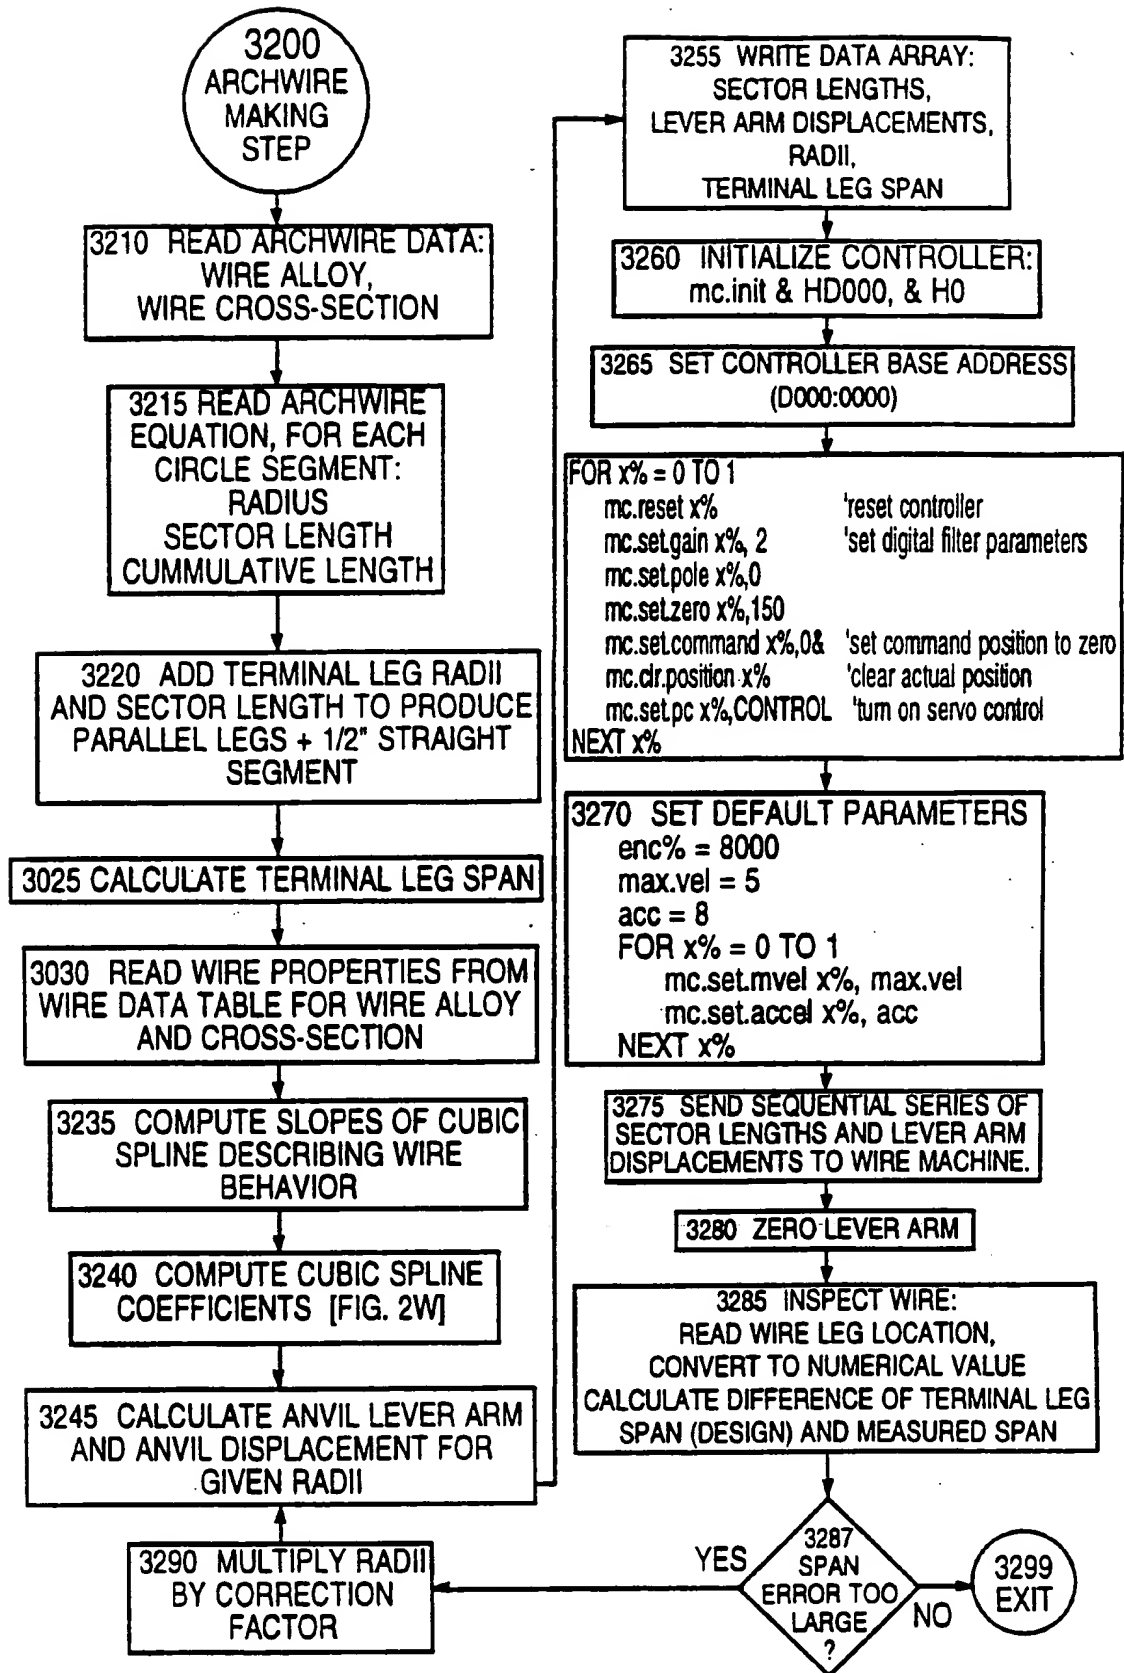 3200
ARCHWIRE
MAKING
STEP
3210 READ ARCHWIRE DATA:
WIRE ALLOY,
WIRE CROSS-SECTION
3215 READ ARCHWIRE
EQUATION, FOR EACH
CIRCLE SEGMENT:
RADIUS
SECTOR LENGTH
CUMMULATIVE LENGTH
3220 ADD TERMINAL LEG RADII
AND SECTOR LENGTH TO PRODUCE
PARALLEL LEGS + 1/2" STRAIGHT
SEGMENT
3025 CALCULATE TERMINAL LEG SPAN
3030 READ WIRE PROPERTIES FROM
WIRE DATA TABLE FOR WIRE ALLOY
AND CROSS-SECTION
3235 COMPUTE SLOPES OF CUBIC
SPLINE DESCRIBING WIRE
BEHAVIOR
3240 COMPUTE CUBIC SPLINE
COEFFICIENTS [FIG. 2W]
3245 CALCULATE ANVIL LEVER ARM
AND ANVIL DISPLACEMENT FOR
GIVEN RADII
3290 MULTIPLY RADII
BY CORRECTION
FACTOR
3255 WRITE DATA ARRAY:
SECTOR LENGTHS,
LEVER ARM DISPLACEMENTS,
RADII,
TERMINAL LEG SPAN
3260 INITIALIZE CONTROLLER:
mc.init & HD000, & H0
3265 SET CONTROLLER BASE ADDRESS
(D000:0000)
FOR x% = 0 TO 1
mc.reset x% 'reset controller
mc.set.gain x%, 2 'set digital filter parameters
mc.set.pole x%,0
mc.set.zero x%,150
mc.set.command x%,0& 'set command position to zero
mc.clr.position x% 'clear actual position
mc.set.pc x%,CONTROL 'turn on servo control
NEXT x%
3270 SET DEFAULT PARAMETERS
enc% = 8000
max.vel = 5
acc = 8
FOR x% = 0 TO 1
mc.set.mvel x%, max.vel
mc.set.accel x%, acc
NEXT x%
3275 SEND SEQUENTIAL SERIES OF
SECTOR LENGTHS AND LEVER ARM
DISPLACEMENTS TO WIRE MACHINE.
3280 ZERO LEVER ARM
3285 INSPECT WIRE:
READ WIRE LEG LOCATION,
CONVERT TO NUMERICAL VALUE
CALCULATE DIFFERENCE OF TERMINAL LEG
SPAN (DESIGN) AND MEASURED SPAN
3287
SPAN
ERROR TOO
LARGE
?
YES
NO
3299
EXIT